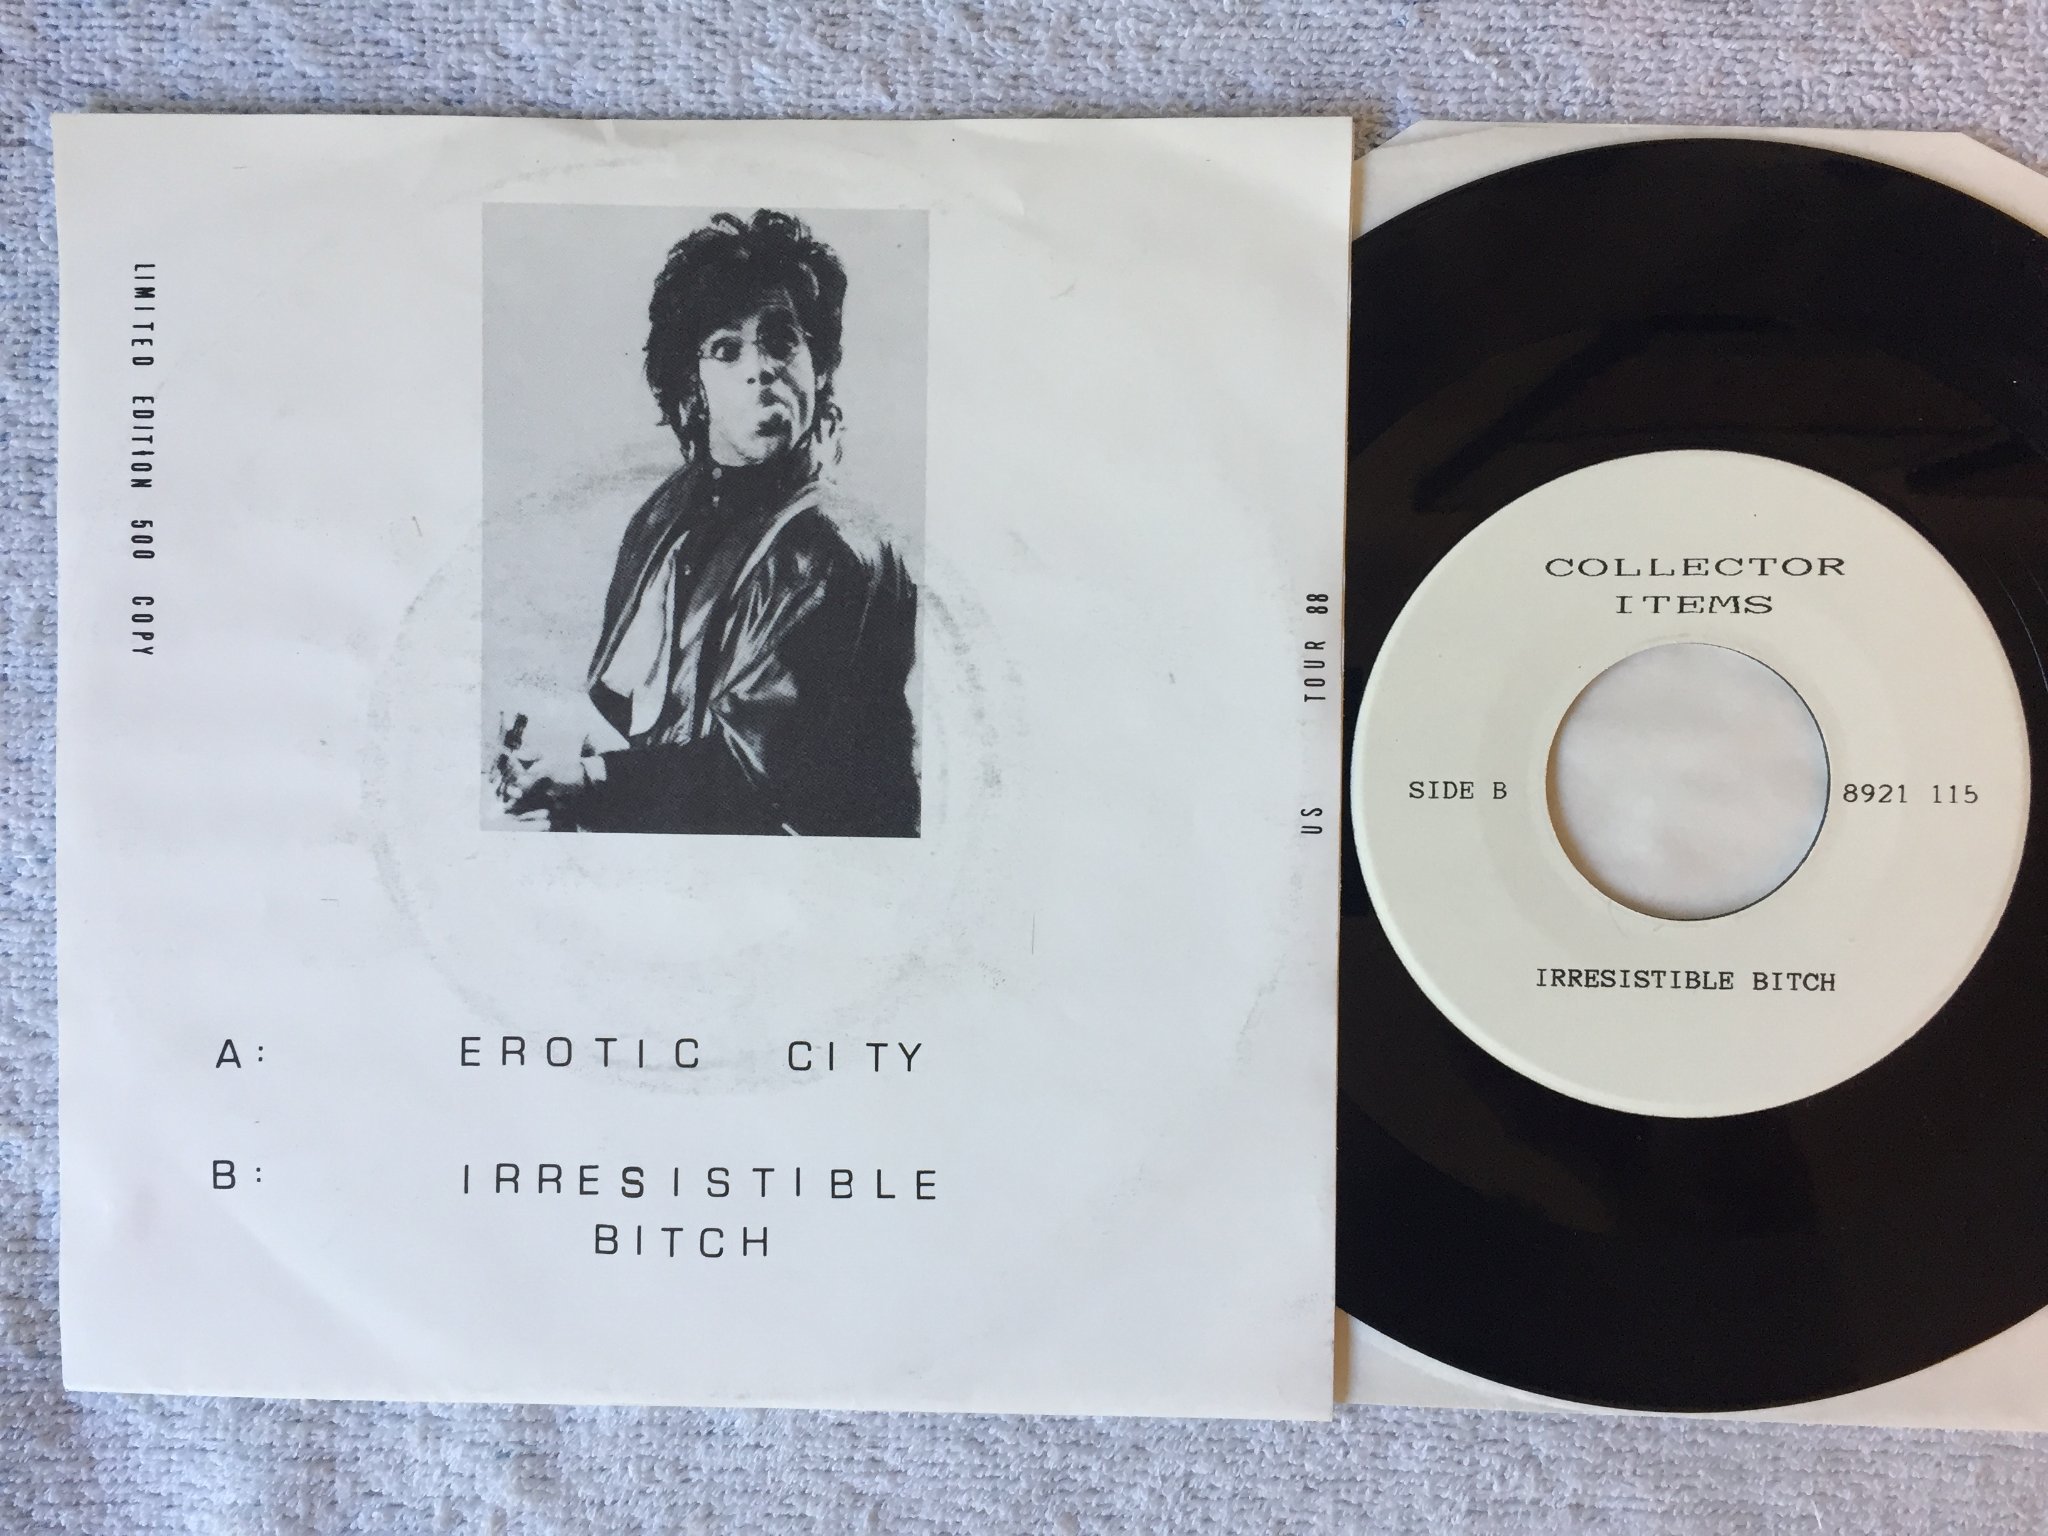 LIMITED EDITION 500 COPY
US TOUR 88
A: EROTIC CITY
B: IRRESISTIBLE
BITCH
COLLECTOR
ITEMS
SIDE B
8921 115
IRRESISTIBLE BITCH